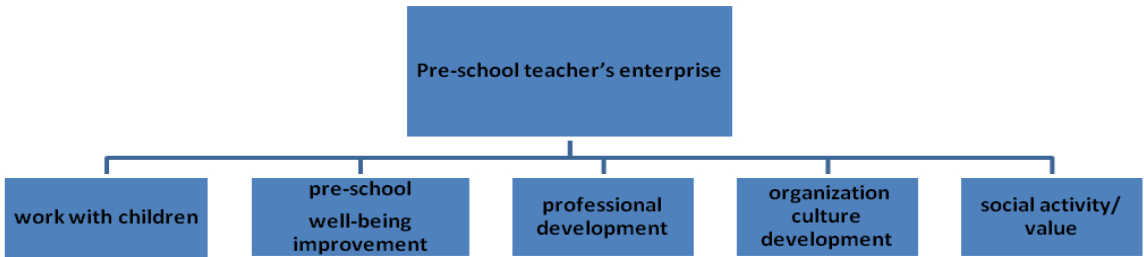 Pre-school teacher’s enterprise
work with children
pre-school
well-being
improvement
professional
development
organization
culture
development
social activity/
value